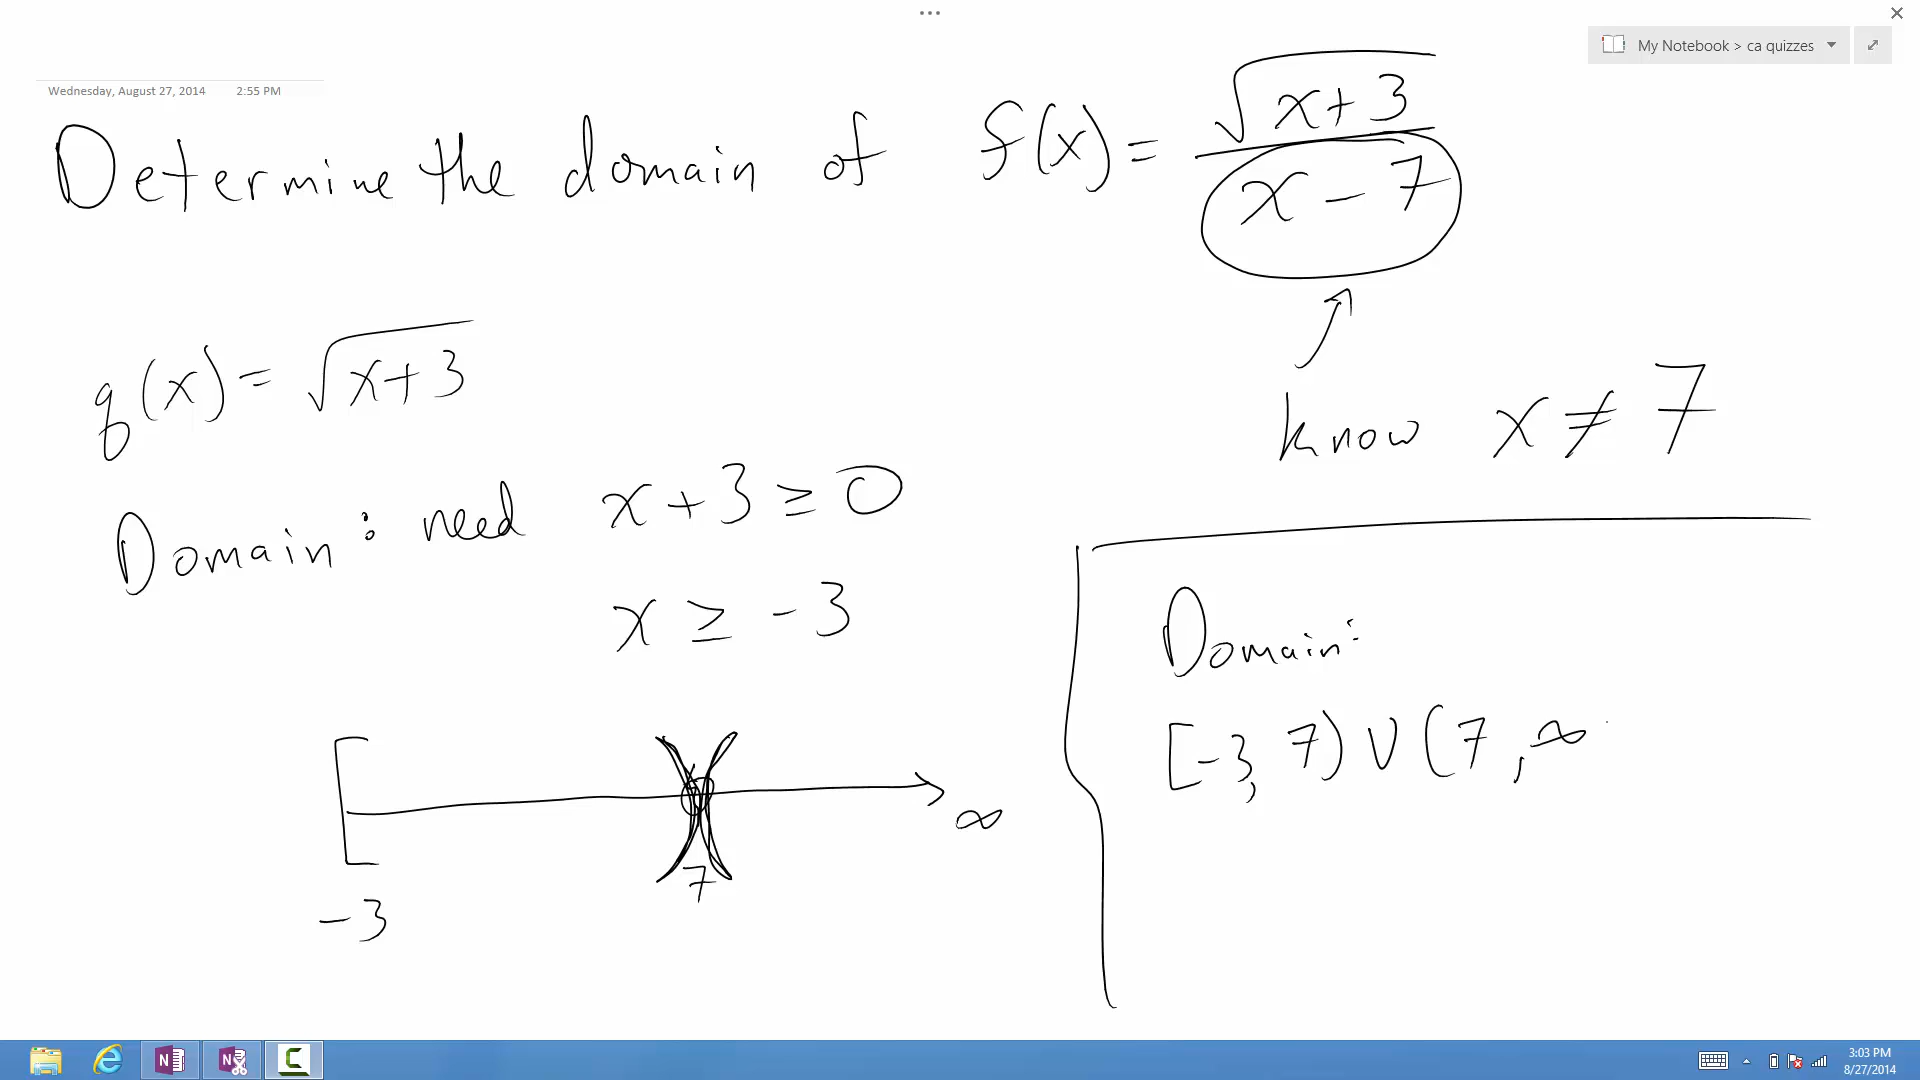 My Notebook > ca quizzes
Wednesday, August 27, 2014 2:55 PM
Determine the domain of f(x) = √(x+3) / (x - 7)
g(x) = √(x+3)
know x ≠ 7
Domain: need x + 3 ≥ 0
x ≥ -3
Domain:
[-3, 7) ∪ (7, ∞
∞
7
-3
3:03 PM
8/27/2014